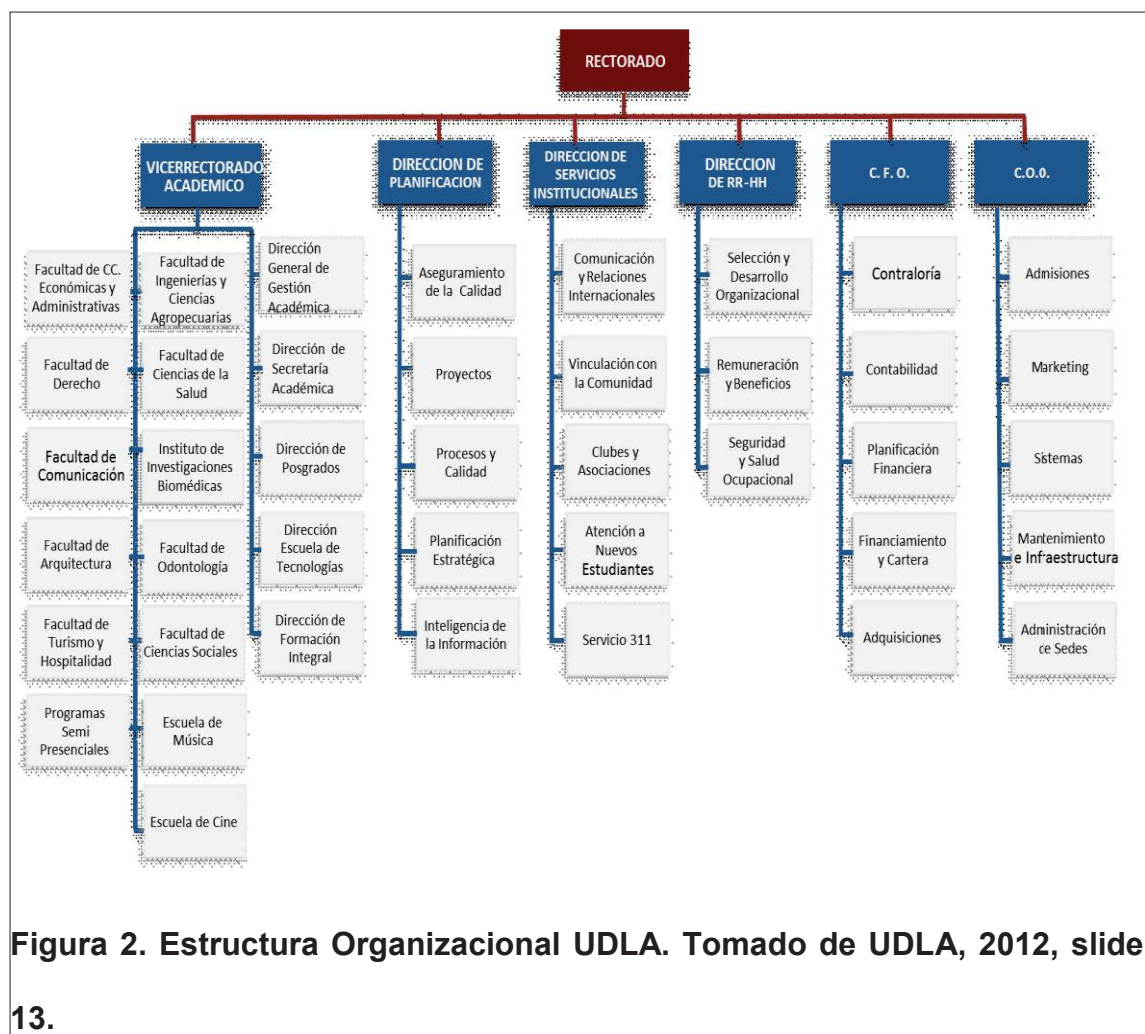 RECTORADO
VICERRECTORADO
ACADEMICO
DIRECCION DE
PLANIFICACION
DIRECCION DE
SERVICIOS
INSTITUCIONALES
DIRECCION
DE RR-HH
C. F. O.
C.O.O.
Facultad de CC.
Económicas y
Administrativas
Facultad de
Derecho
Facultad de
Comunicación
Facultad de
Arquitectura
Facultad de
Turismo y
Hospitalidad
Programas
Semi
Presenciales
Facultad de
Ingenierías y
Ciencias
Agropecuarias
Facultad de
Ciencias de la
Salud
Instituto de
Investigaciones
Biomédicas
Facultad de
Odontología
Facultad de
Ciencias Sociales
Escuela de
Música
Escuela de Cine
Dirección
General de
Gestión
Académica
Dirección de
Secretaría
Académica
Dirección de
Posgrados
Dirección
Escuela de
Tecnologías
Dirección de
Formación
Integral
Aseguramiento
de la Calidad
Proyectos
Procesos y
Calidad
Planificación
Estratégica
Inteligencia de
la Información
Comunicación
y Relaciones
Internacionales
Vinculación con
la Comunidad
Clubes y
Asociaciones
Atención a
Nuevos
Estudiantes
Servicio 311
Selección y
Desarrollo
Organizacional
Remuneración
y Beneficios
Seguridad
y Salud
Ocupacional
Contraloría
Contabilidad
Planificación
Financiera
Financiamiento
y Cartera
Adquisiciones
Admisiones
Marketing
Sistemas
Mantenimiento
e Infraestructura
Administración
de Sedes
Figura 2. Estructura Organizacional UDLA. Tomado de UDLA, 2012, slide
13.